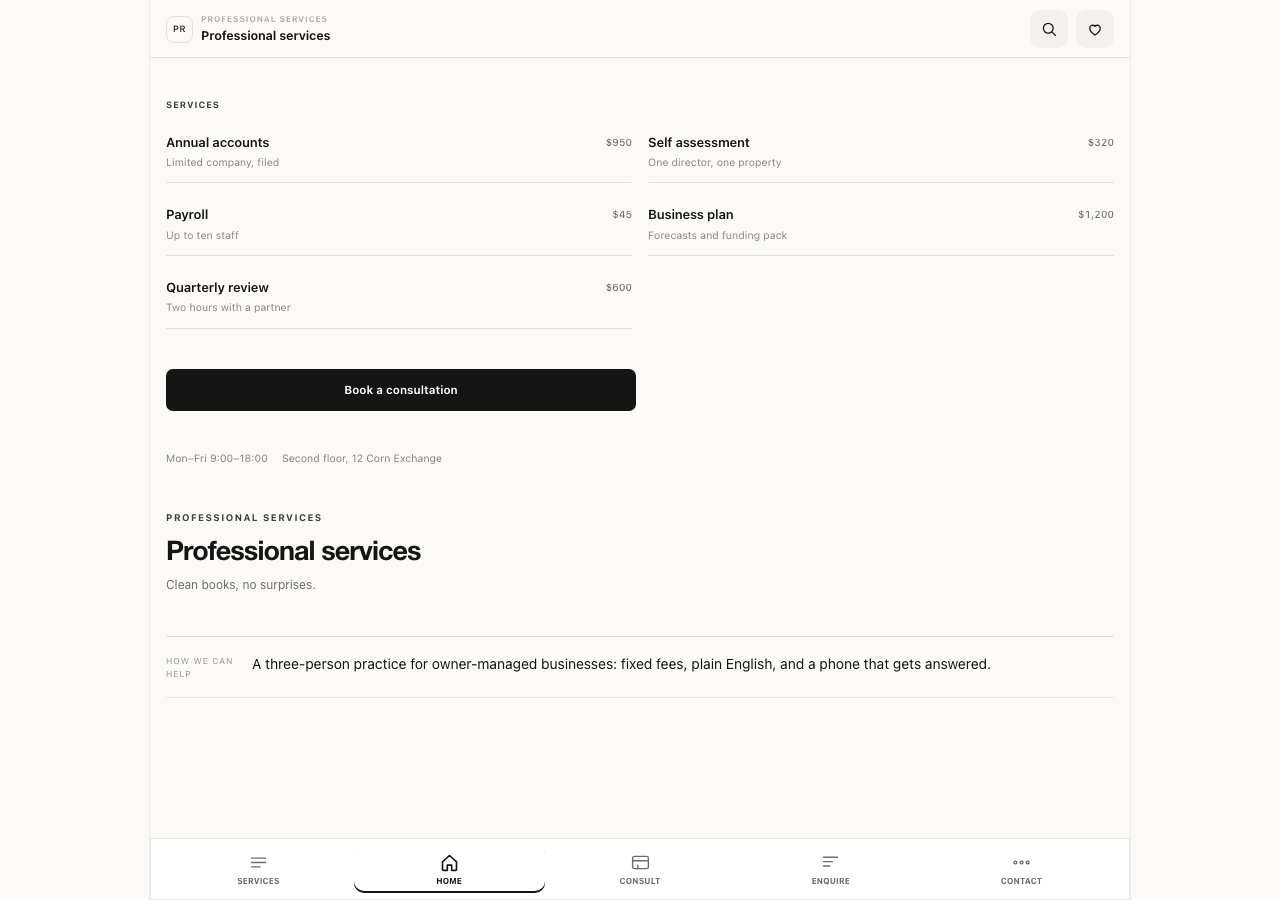 PR
PROFESSIONAL SERVICES
Professional services
SERVICES
Annual accounts
$950
Limited company, filed
Self assessment
$320
One director, one property
Payroll
$45
Up to ten staff
Business plan
$1,200
Forecasts and funding pack
Quarterly review
$600
Two hours with a partner
Book a consultation
Mon–Fri 9:00–18:00
Second floor, 12 Corn Exchange
PROFESSIONAL SERVICES
Professional services
Clean books, no surprises.
HOW WE CAN
HELP
A three-person practice for owner-managed businesses: fixed fees, plain English, and a phone that gets answered.
SERVICES
HOME
CONSULT
ENQUIRE
CONTACT